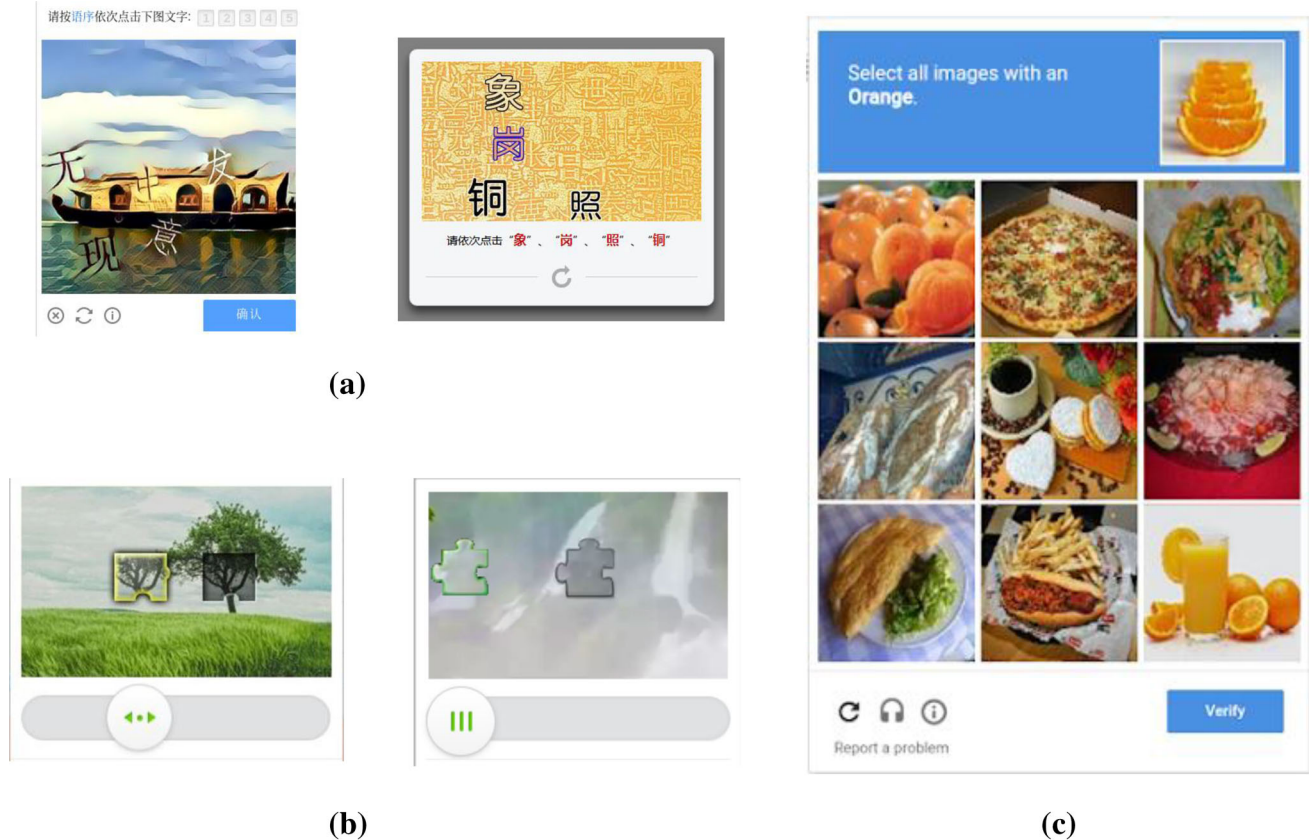 请按语序依次点击下图文字: 1 2 3 4 5
无 中 发
现 意
确认
象
岗
铜 照
请依次点击 “象” 、 “岗” 、 “照” 、 “铜”
(a)
(b)
Select all images with an
Orange.
Verify
Report a problem
(c)